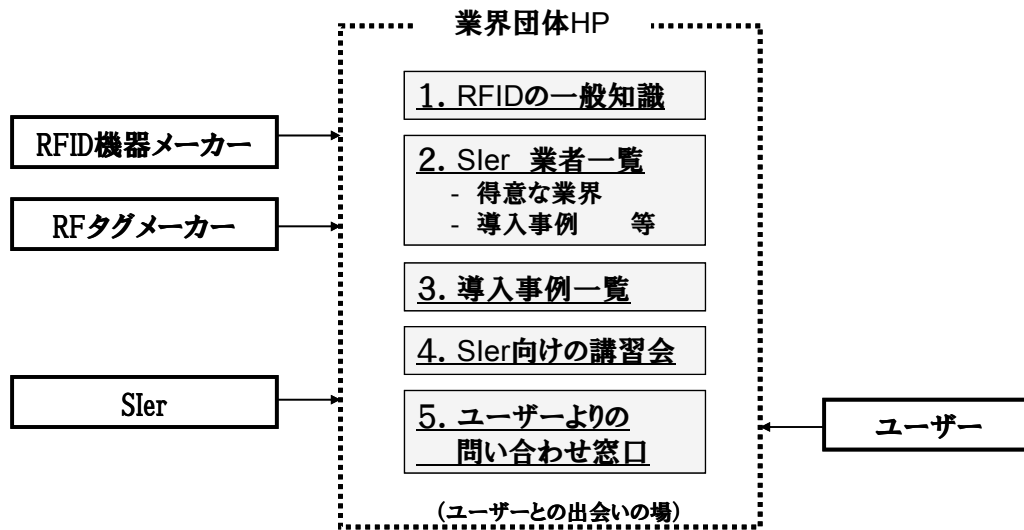 業界団体HP
1. RFIDの一般知識
RFID機器メーカー
2. SIer 業者一覧
- 得意な業界
- 導入事例 等
RFタグメーカー
3. 導入事例一覧
4. SIer向けの講習会
SIer
5. ユーザーよりの
問い合わせ窓口
ユーザー
(ユーザーとの出会いの場)